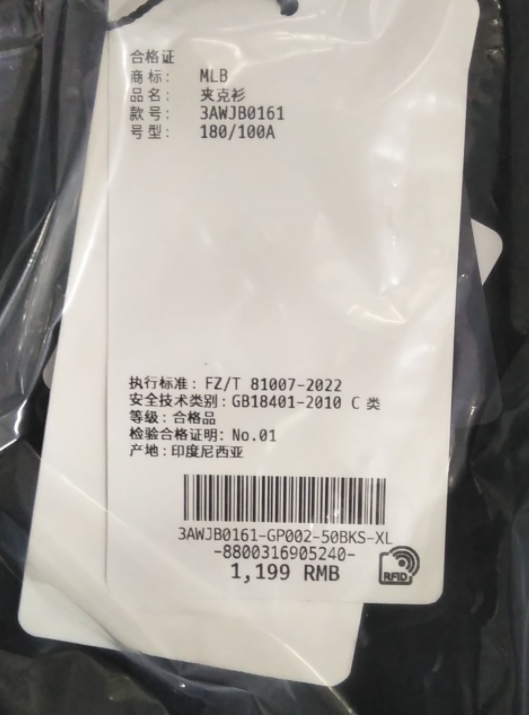 合格证
商标: MLB
品名: 夹克衫
款号: 3AWJB0161
号型: 180/100A
执行标准: FZ/T 81007-2022
安全技术类别: GB18401-2010 C 类
等级: 合格品
检验合格证明: No.01
产地: 印度尼西亚
3AWJB0161-GP002-50BKS-XL
-8800316905240-
1,199 RMB
RFID